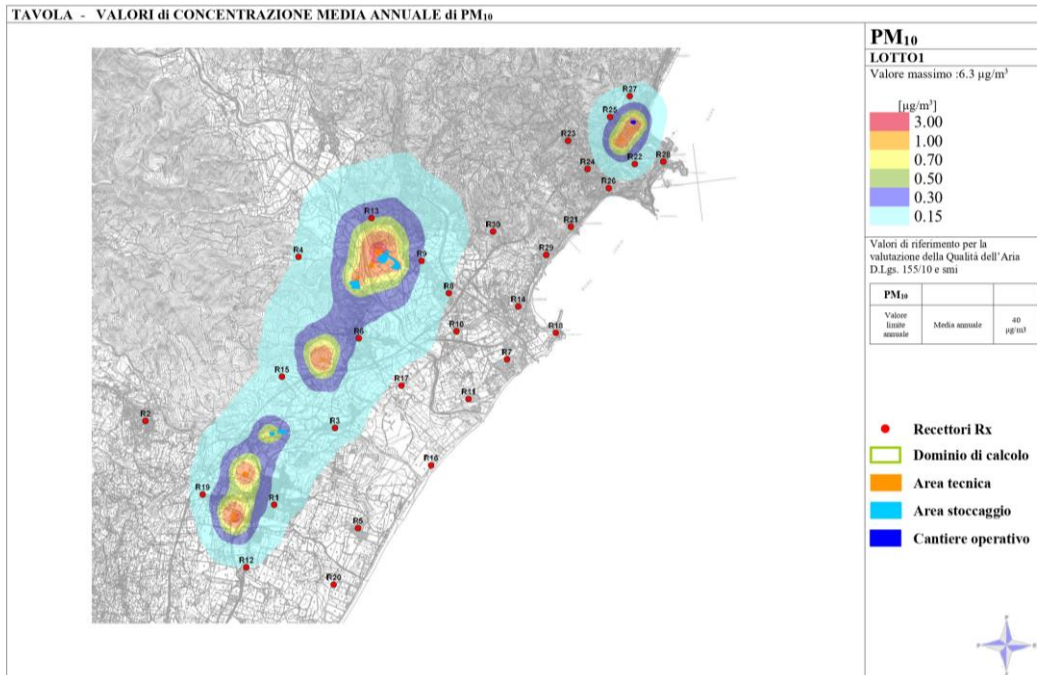 TAVOLA - VALORI di CONCENTRAZIONE MEDIA ANNUALE di PM₁₀
PM₁₀
LOTTO1
Valore massimo :6.3 µg/m³
[µg/m³]
3.00
1.00
0.70
0.50
0.30
0.15
Valori di riferimento per la
valutazione della Qualità dell'Aria
D.Lgs. 155/10 e smi
PM₁₀
Valore limite annuale Media annuale 40 µg/m3
Recettori Rx
Dominio di calcolo
Area tecnica
Area stoccaggio
Cantiere operativo
R27
R25
R23
R22
R28
R24
R26
R13
R30
R21
R4
R9
R29
R8
R14
R10
R18
R6
R7
R15
R17
R11
R2
R3
R16
R19
R1
R5
R12
R20